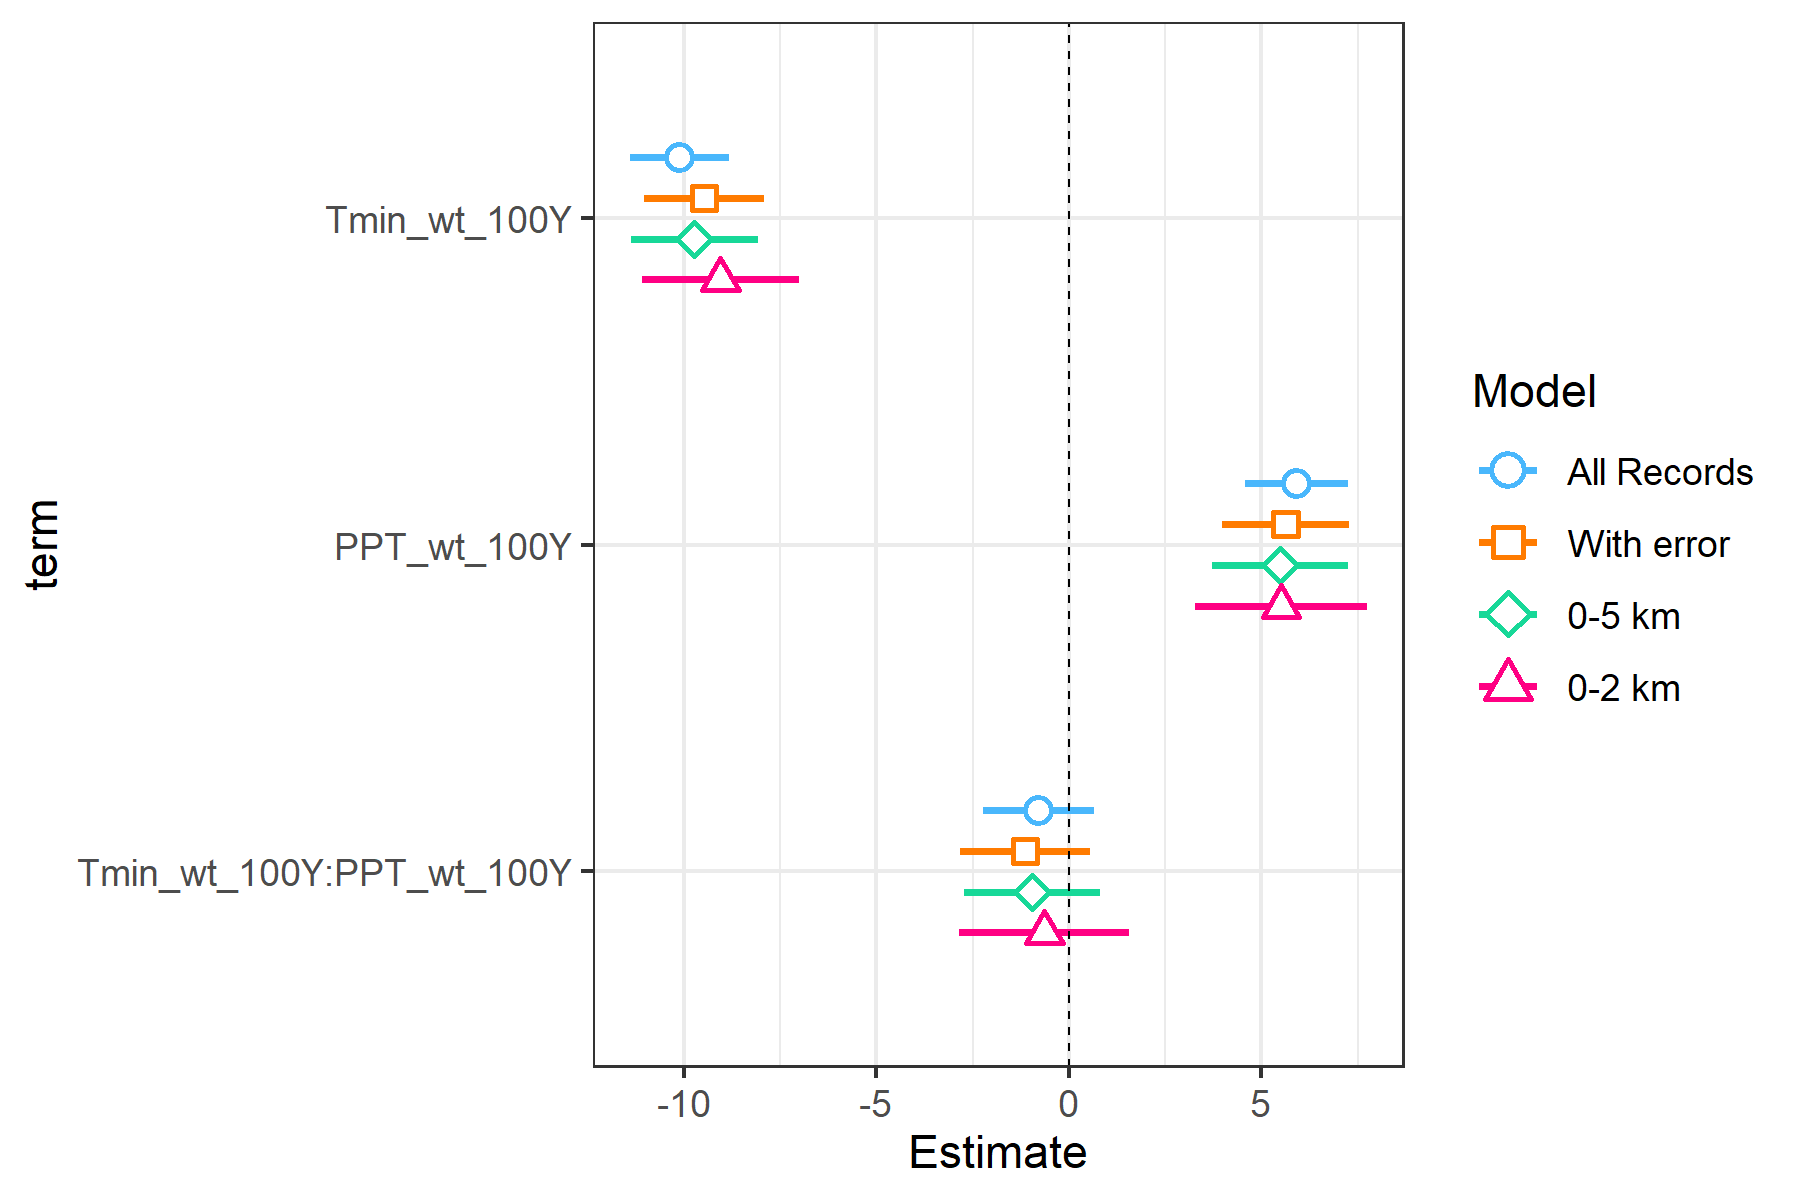 term
Tmin_wt_100Y
PPT_wt_100Y
Tmin_wt_100Y:PPT_wt_100Y
-10
-5
0
5
Estimate
Model
All Records
With error
0-5 km
0-2 km